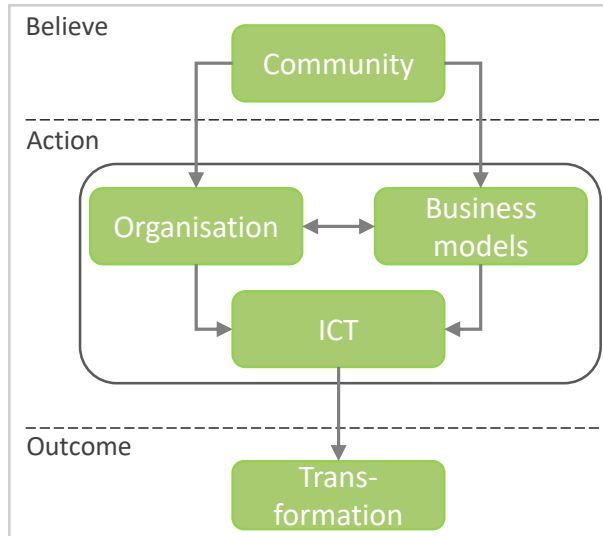 Believe
Community
Action
Organisation
Business
models
ICT
Outcome
Trans-
formation